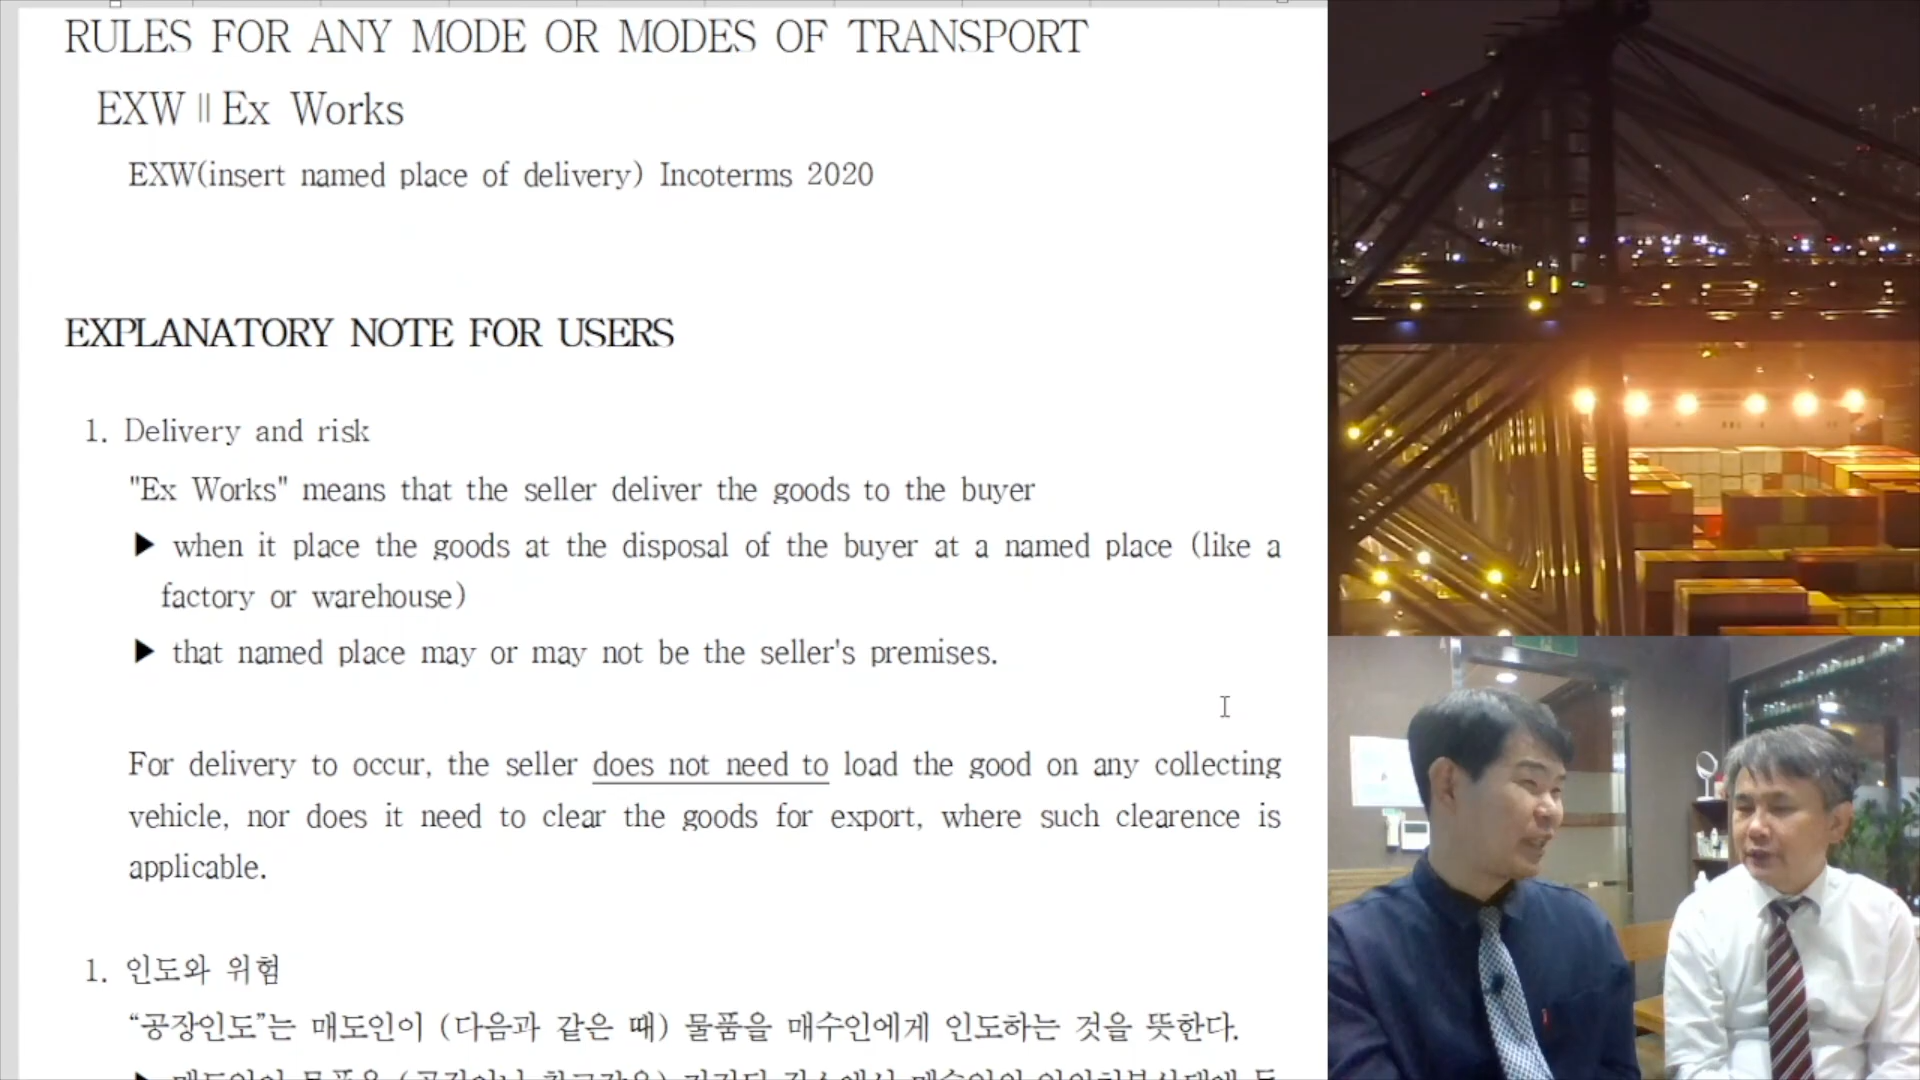 RULES FOR ANY MODE OR MODES OF TRANSPORT
EXW || Ex Works
EXW(insert named place of delivery) Incoterms 2020
EXPLANATORY NOTE FOR USERS
1. Delivery and risk
"Ex Works" means that the seller deliver the goods to the buyer
▶ when it place the goods at the disposal of the buyer at a named place (like a
factory or warehouse)
▶ that named place may or may not be the seller's premises.
For delivery to occur, the seller does not need to load the good on any collecting
vehicle, nor does it need to clear the goods for export, where such clearence is
applicable.
1. 인도와 위험
“공장인도”는 매도인이 (다음과 같은 때) 물품을 매수인에게 인도하는 것을 뜻한다.